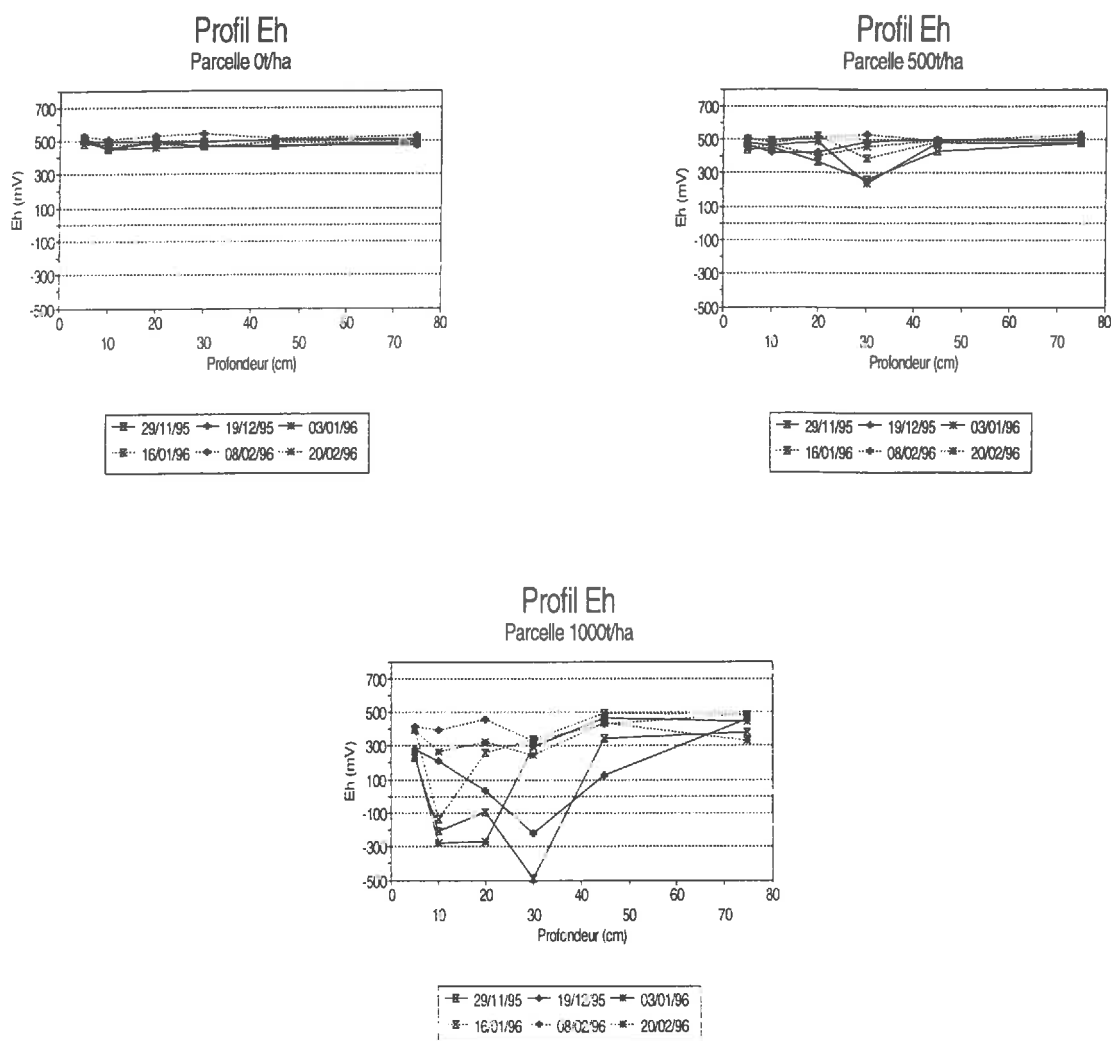 Profil Eh
Parcelle 0t/ha
700
500
300
100
-100
-300
-500
Eh (mV)
0 20 30 40 50 60 80
10 30 50 70
Profondeur (cm)
29/11/95 19/12/95 03/01/96
16/01/96 08/02/96 20/02/96
Profil Eh
Parcelle 500t/ha
700
500
300
100
-100
-300
-500
Eh (mV)
0 20 40 60 80
10 30 50 70
Profondeur (cm)
29/11/95 19/12/95 03/01/96
16/01/96 08/02/96 20/02/96
Profil Eh
Parcelle 1000t/ha
700
500
300
100
-100
-300
-500
Eh (mV)
0 20 40 60 80
10 30 50 70
Profondeur (cm)
29/11/95 19/12/95 03/01/96
16/01/96 08/02/96 20/02/96